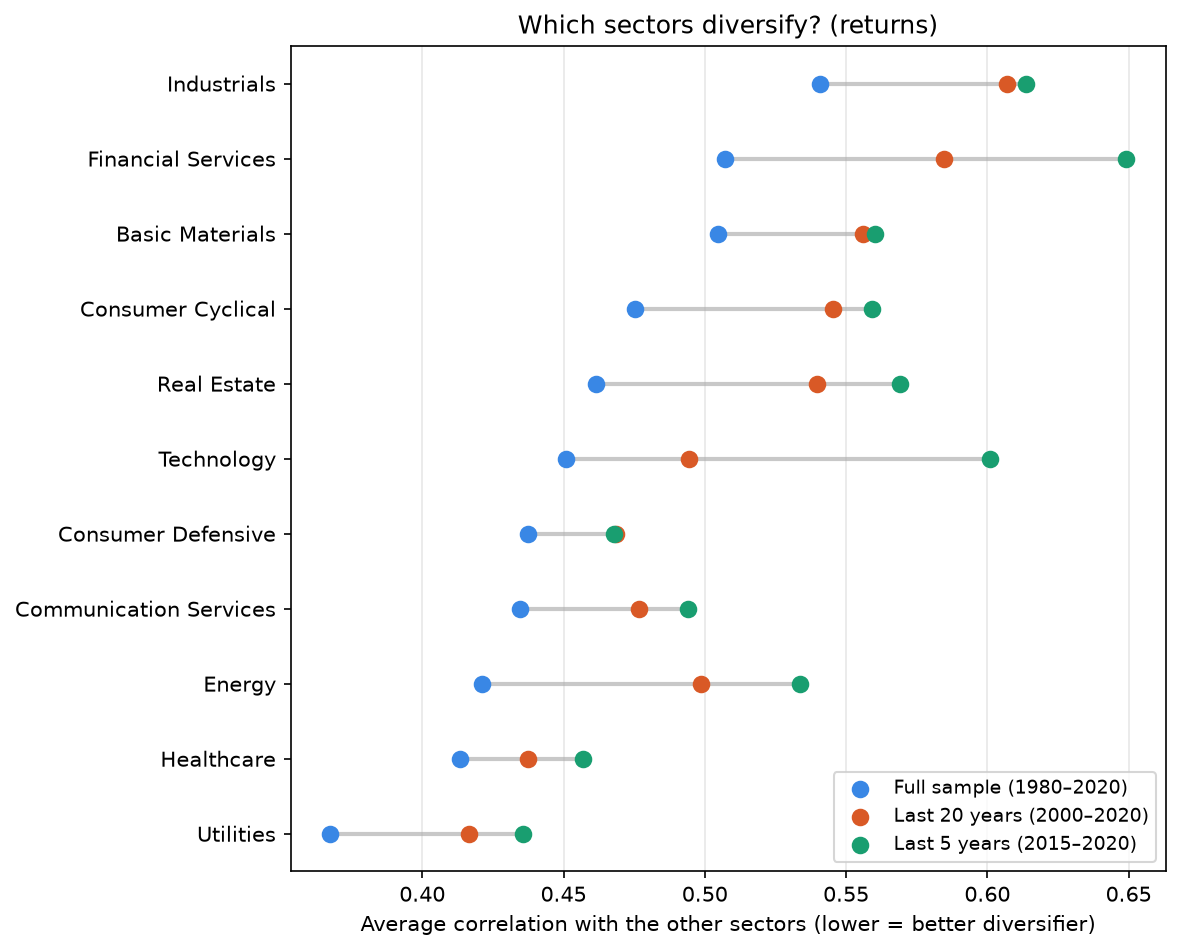 Which sectors diversify? (returns)
Industrials
Financial Services
Basic Materials
Consumer Cyclical
Real Estate
Technology
Consumer Defensive
Communication Services
Energy
Healthcare
Utilities
Full sample (1980–2020)
Last 20 years (2000–2020)
Last 5 years (2015–2020)
0.40 0.45 0.50 0.55 0.60 0.65
Average correlation with the other sectors (lower = better diversifier)